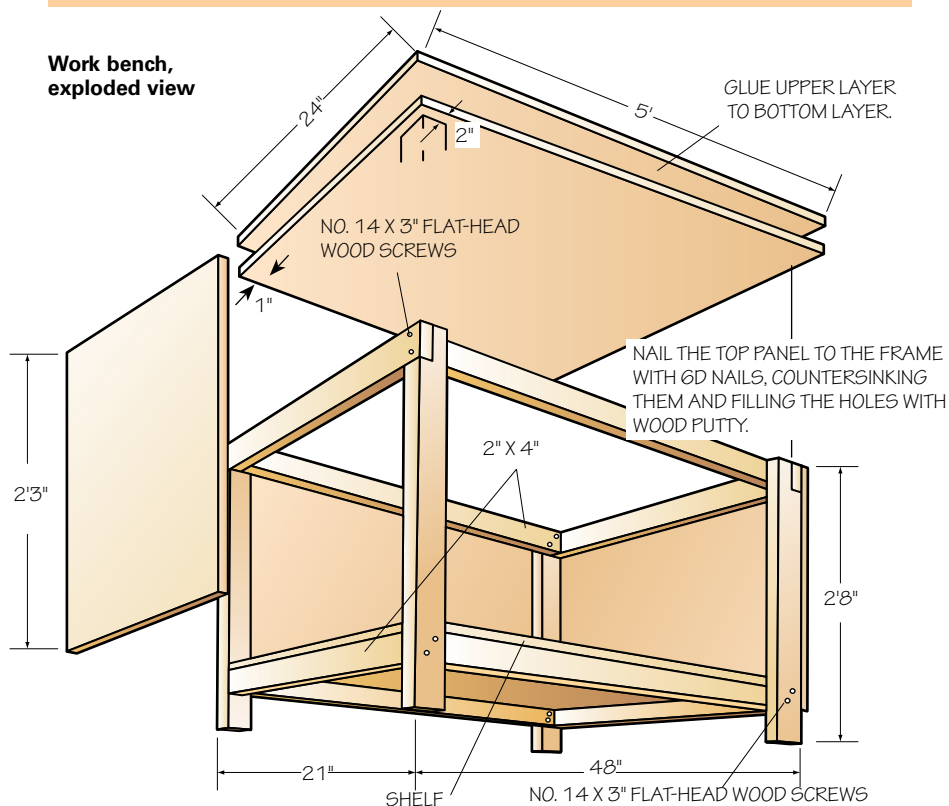 Work bench,
exploded view
24"
5'
GLUE UPPER LAYER
TO BOTTOM LAYER.
2"
NO. 14 X 3" FLAT-HEAD
WOOD SCREWS
1"
NAIL THE TOP PANEL TO THE FRAME
WITH 6D NAILS, COUNTERSINKING
THEM AND FILLING THE HOLES WITH
WOOD PUTTY.
2" X 4"
2'3"
2'8"
21"
48"
SHELF
NO. 14 X 3" FLAT-HEAD WOOD SCREWS